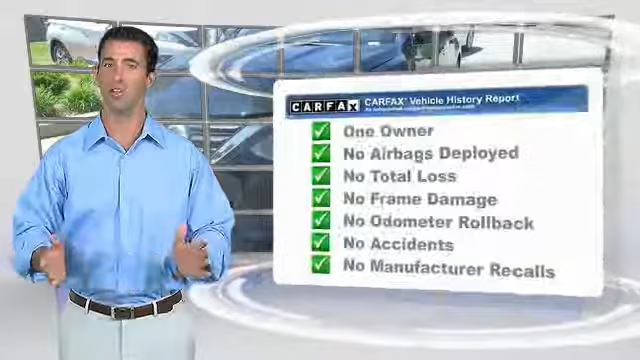 CARFAX CARFAX® Vehicle History Report
One Owner
No Airbags Deployed
No Total Loss
No Frame Damage
No Odometer Rollback
No Accidents
No Manufacturer Recalls